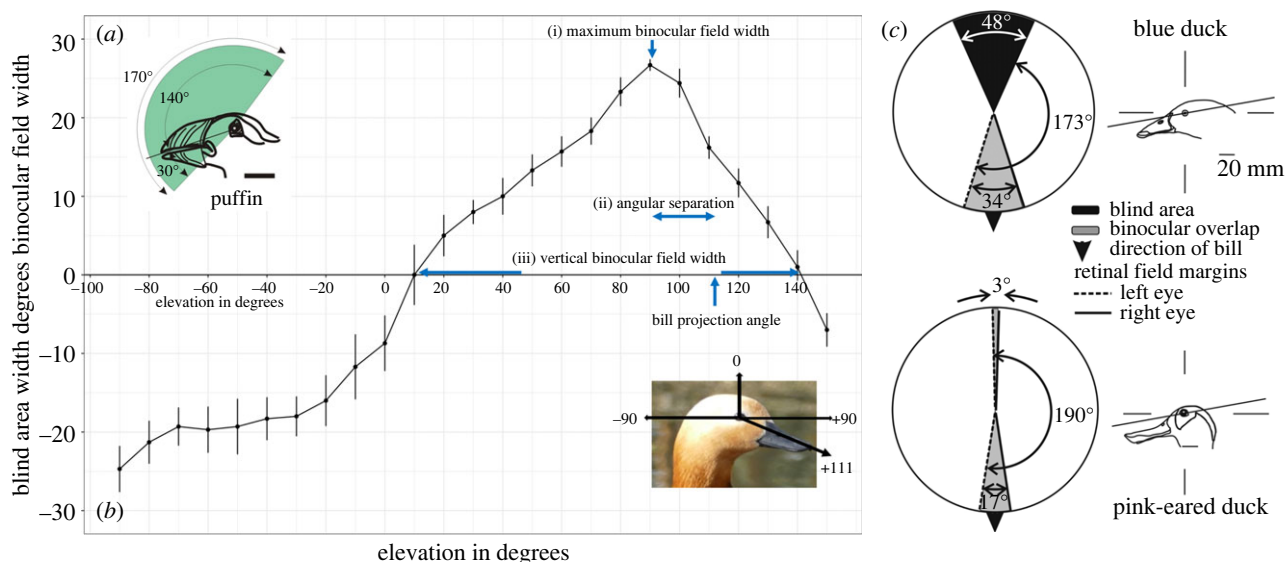 (a)
30
20
10
0
−10
−20
−30
blind area width degrees binocular field width
170°
140°
30°
puffin
(i) maximum binocular field width
(ii) angular separation
(iii) vertical binocular field width
bill projection angle
−100 −80 −60 −40 −20 0 20 40 60 80 100 120 140
elevation in degrees
0
−90
+90
+111
(b)
elevation in degrees
(c)
48°
173°
34°
blue duck
20 mm
blind area
binocular overlap
direction of bill
retinal field margins
left eye
right eye
3°
190°
17°
pink-eared duck